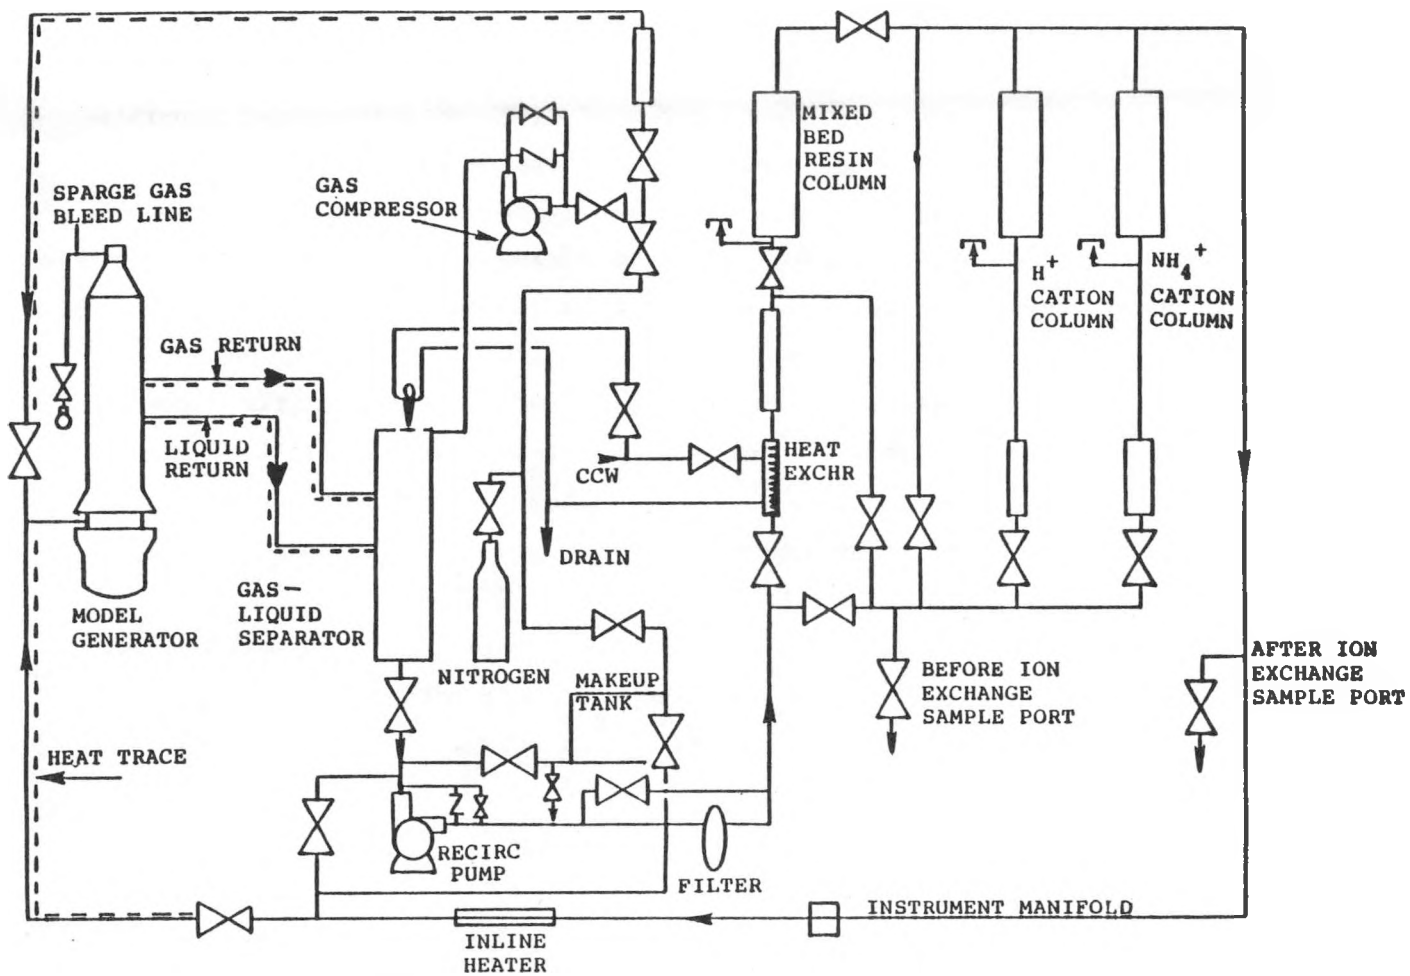 SPARGE GAS
BLEED LINE
GAS
COMPRESSOR
MIXED
BED
RESIN
COLUMN
H+
CATION
COLUMN
NH4+
CATION
COLUMN
GAS RETURN
LIQUID
RETURN
CCW
HEAT
EXCHR
DRAIN
MODEL
GENERATOR
GAS-
LIQUID
SEPARATOR
NITROGEN
MAKEUP
TANK
BEFORE ION
EXCHANGE
SAMPLE PORT
AFTER ION
EXCHANGE
SAMPLE PORT
HEAT TRACE
RECIRC
PUMP
FILTER
INSTRUMENT MANIFOLD
INLINE
HEATER